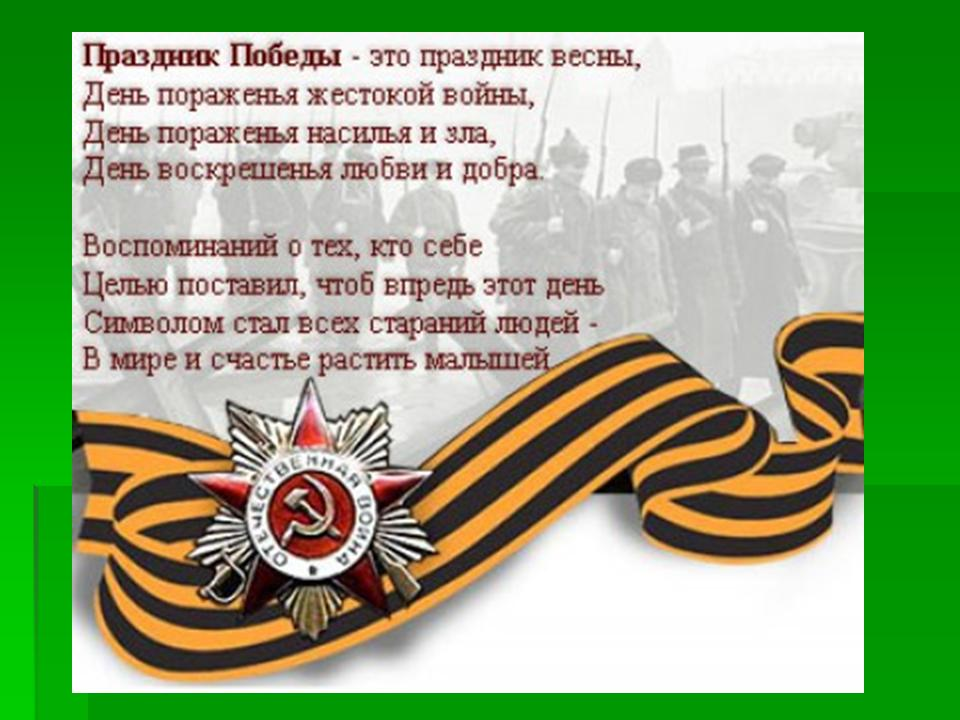 Праздник Победы - это праздник весны,
День пораженья жестокой войны,
День пораженья насилья и зла,
День воскрешенья любви и добра.
Воспоминаний о тех, кто себе
Целью поставил, чтоб впредь этот день
Символом стал всех стараний людей -
В мире и счастье растить малышей.
ОТЕЧЕСТВЕННАЯ ВОЙНА